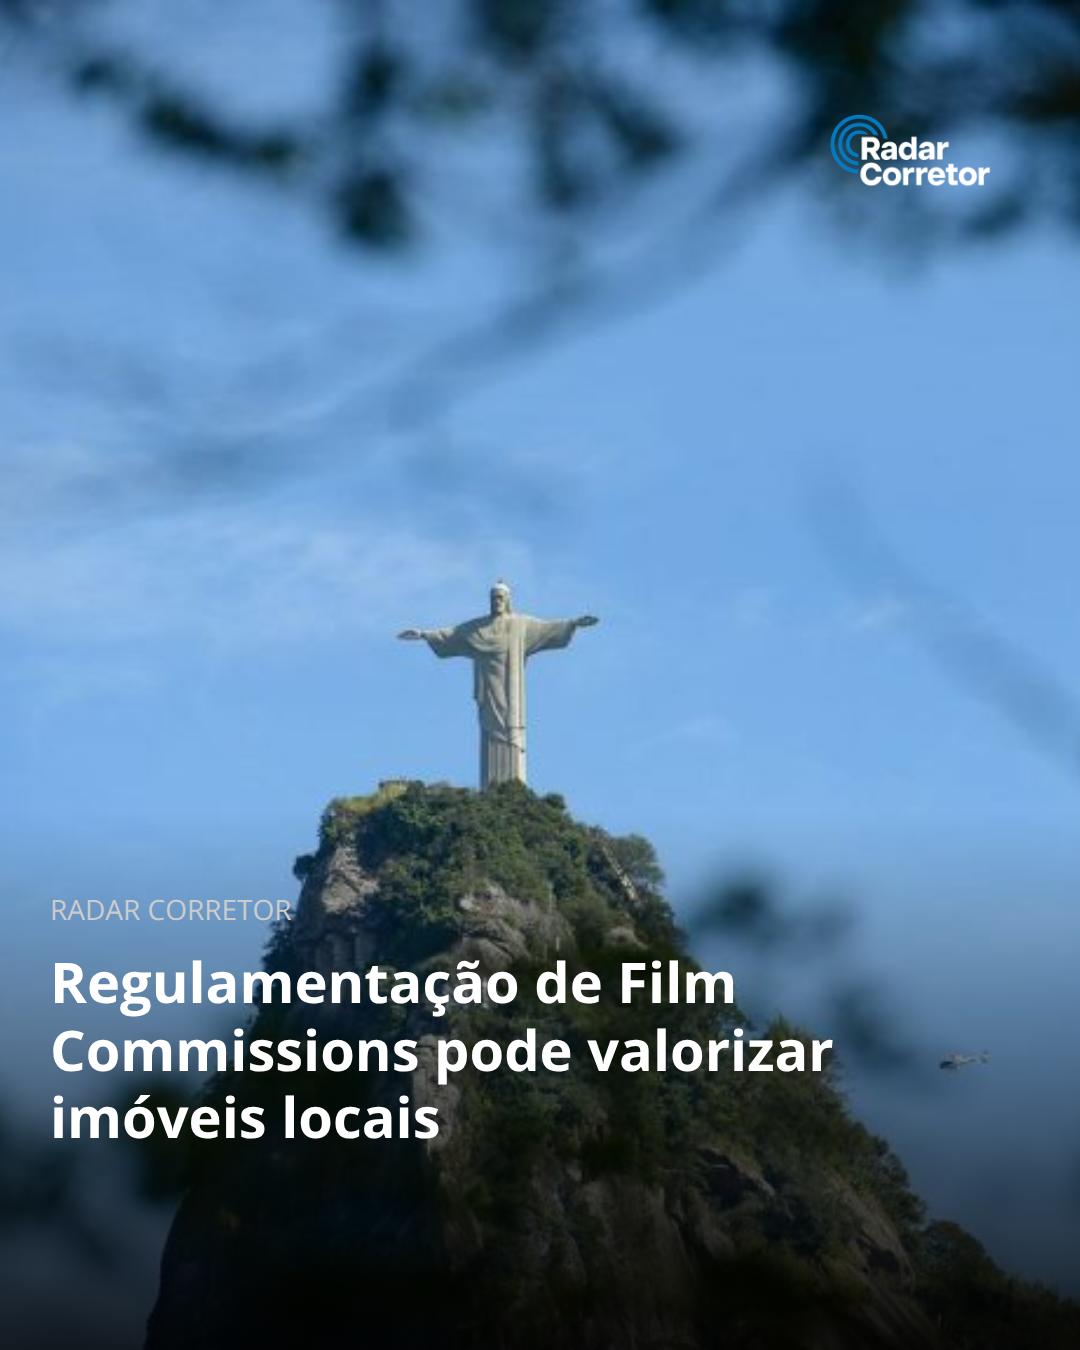 Radar
Corretor
RADAR CORRETOR
Regulamentação de Film
Commissions pode valorizar
imóveis locais